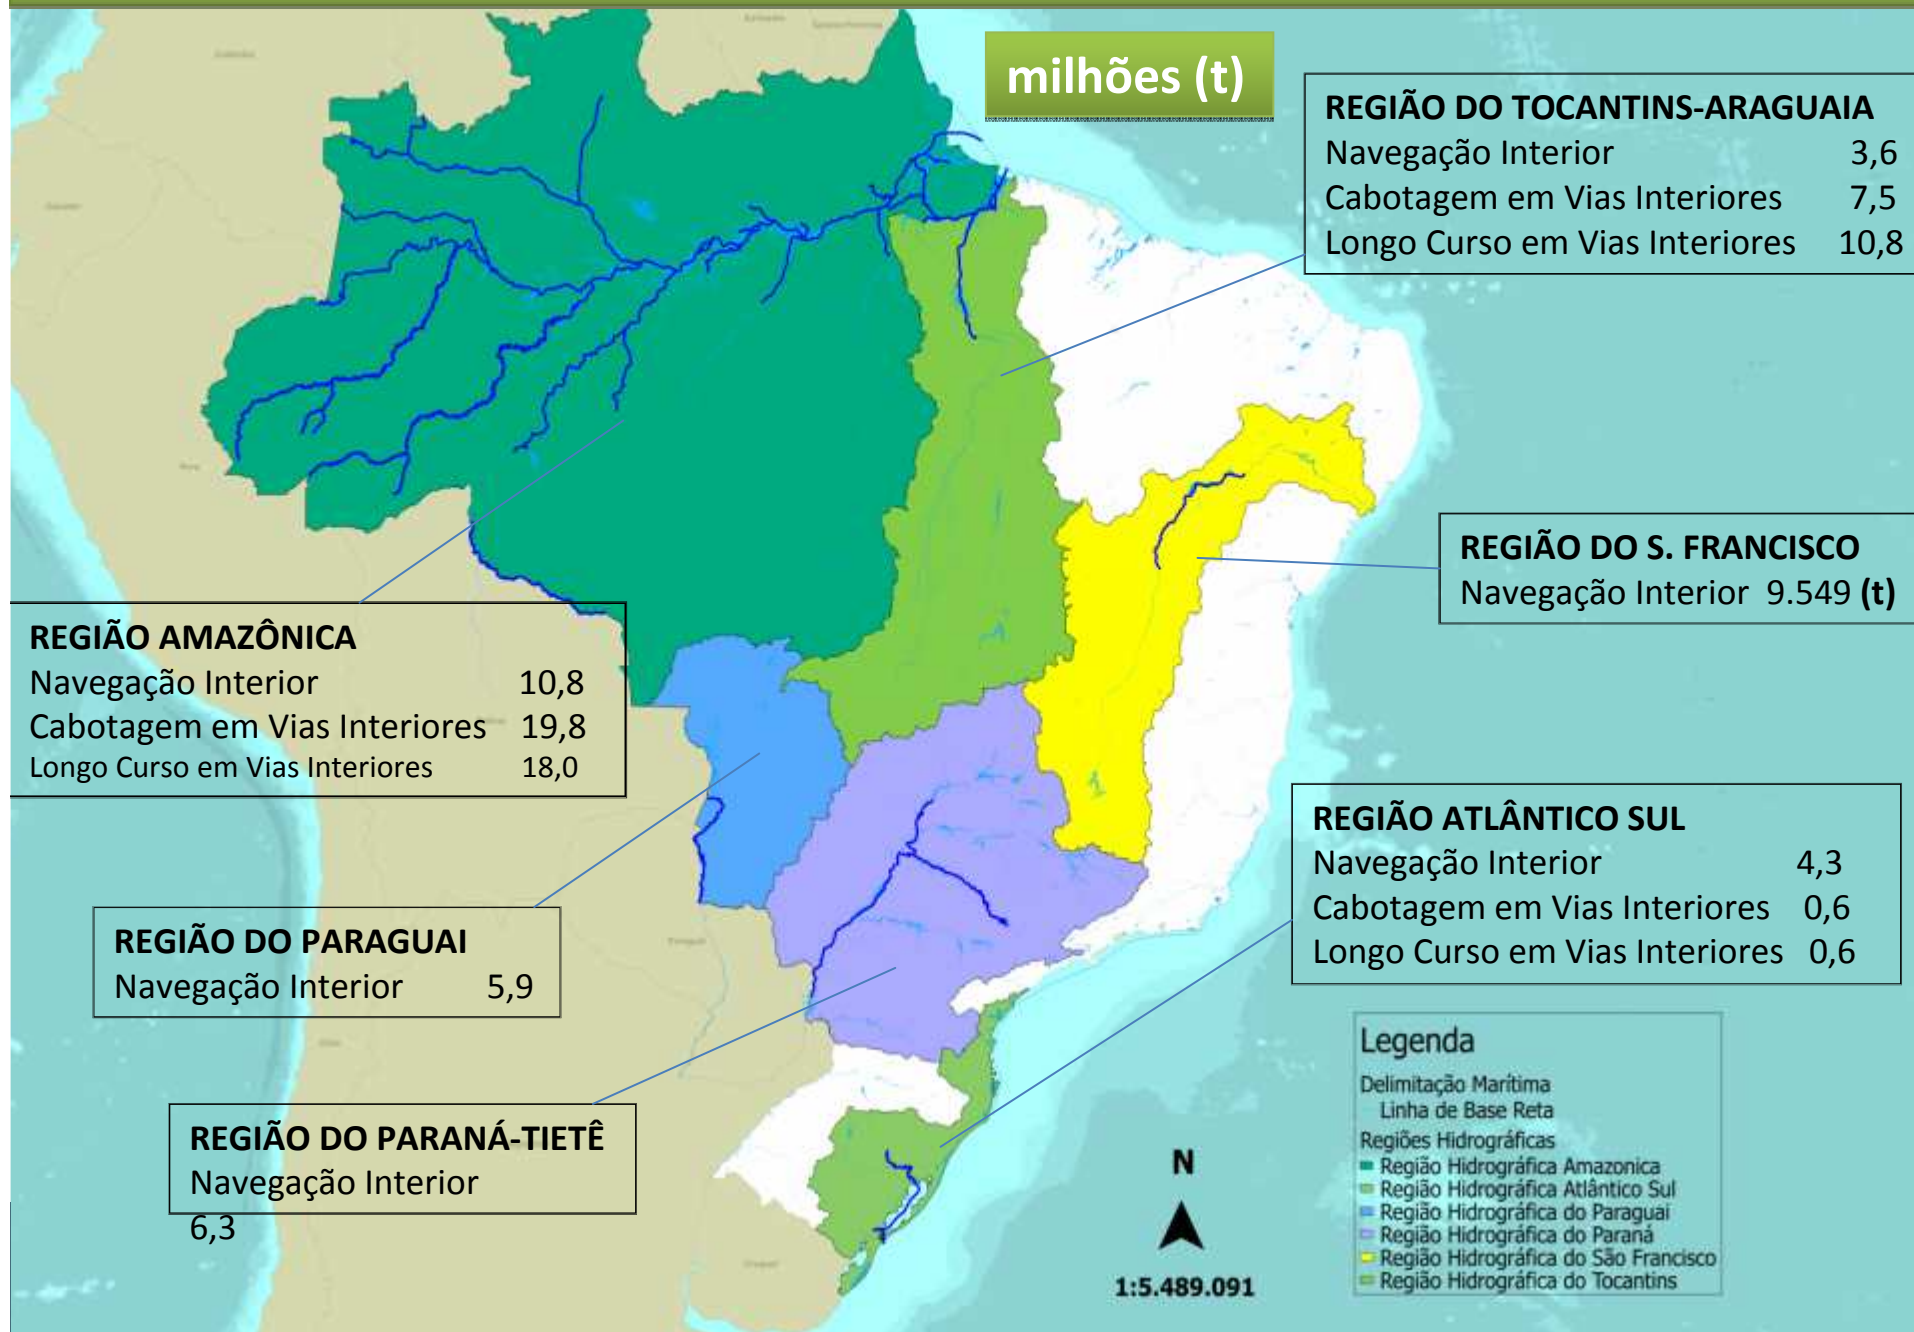 milhões (t)
REGIÃO DO TOCANTINS-ARAGUAIA
Navegação Interior 3,6
Cabotagem em Vias Interiores 7,5
Longo Curso em Vias Interiores 10,8
REGIÃO DO S. FRANCISCO
Navegação Interior 9.549 (t)
REGIÃO AMAZÔNICA
Navegação Interior 10,8
Cabotagem em Vias Interiores 19,8
Longo Curso em Vias Interiores 18,0
REGIÃO ATLÂNTICO SUL
Navegação Interior 4,3
Cabotagem em Vias Interiores 0,6
Longo Curso em Vias Interiores 0,6
REGIÃO DO PARAGUAI
Navegação Interior 5,9
REGIÃO DO PARANÁ-TIETÊ
Navegação Interior
6,3
N
1:5.489.091
Legenda
Delimitação Marítima
Linha de Base Reta
Regiões Hidrográficas
Região Hidrográfica Amazonica
Região Hidrográfica Atlântico Sul
Região Hidrográfica do Paraguai
Região Hidrográfica do Paraná
Região Hidrográfica do São Francisco
Região Hidrográfica do Tocantins